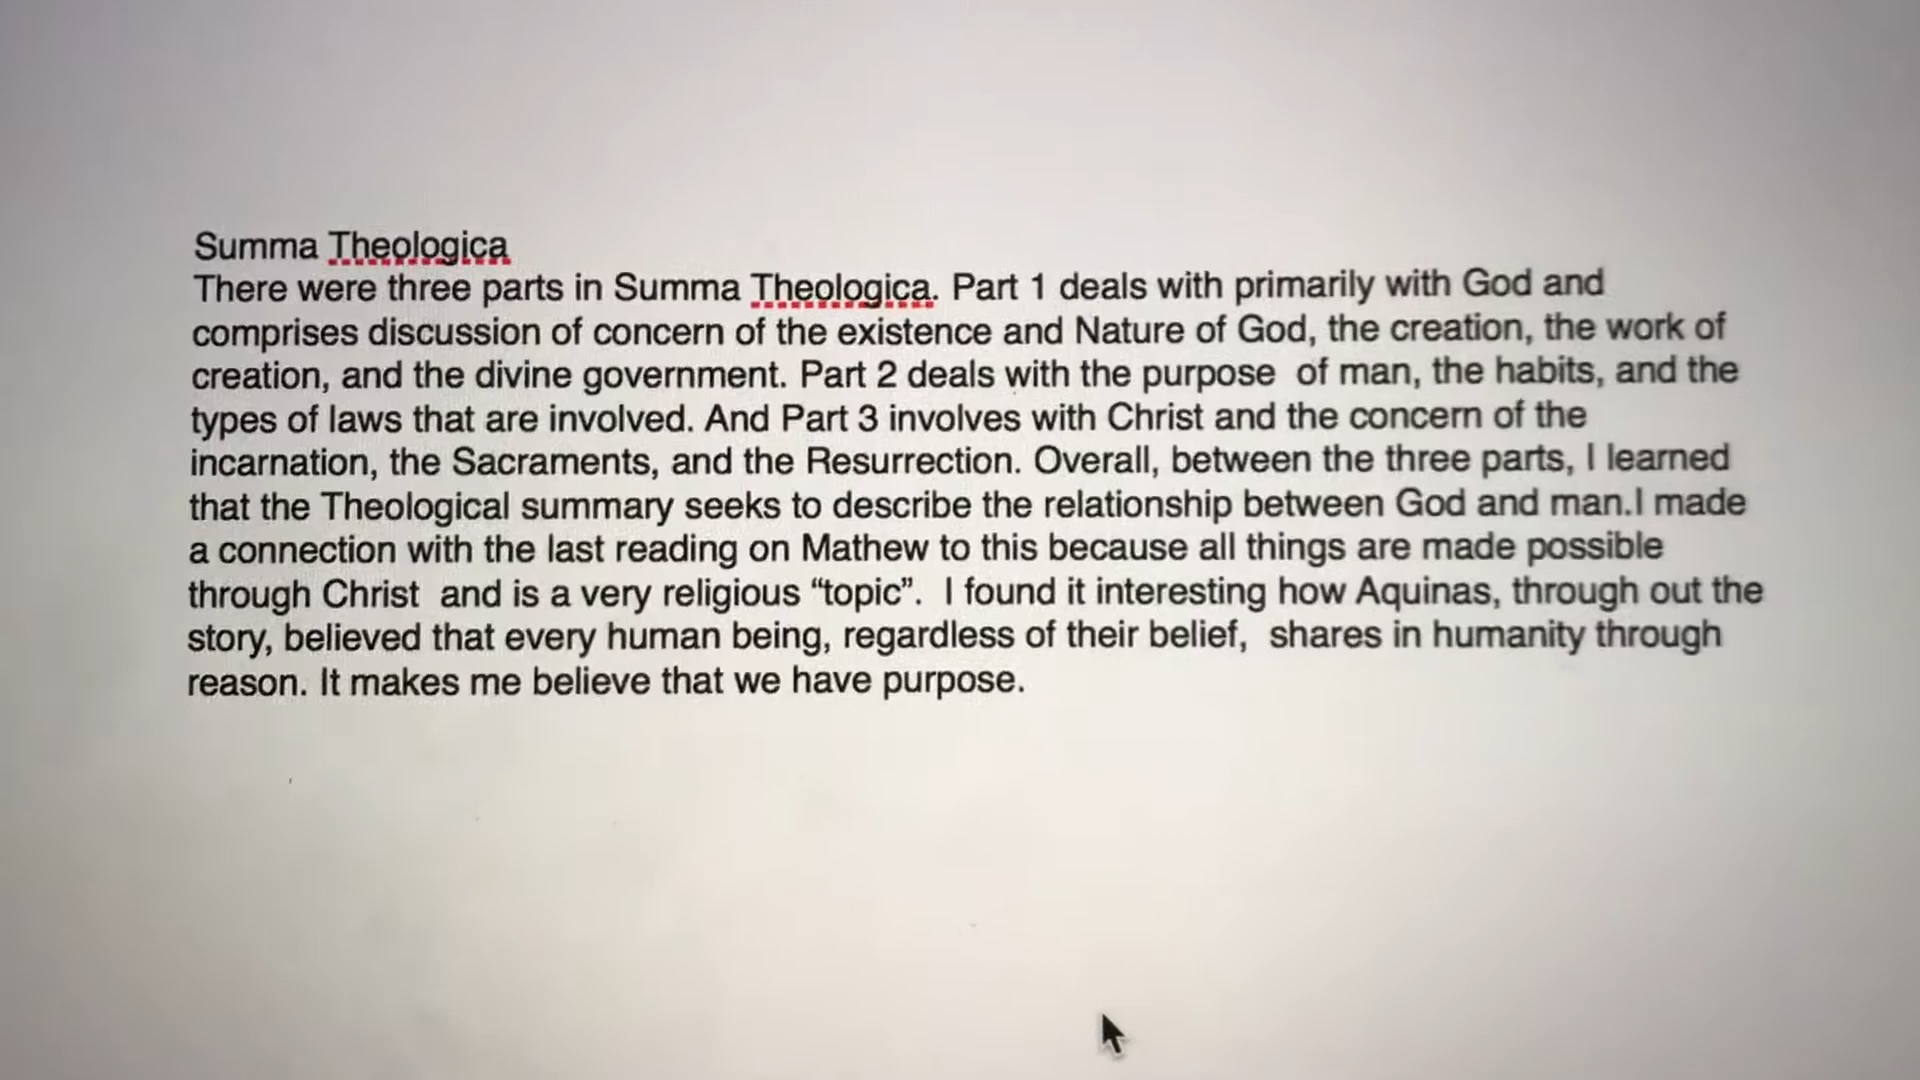 Summa Theologica
There were three parts in Summa Theologica. Part 1 deals with primarily with God and
comprises discussion of concern of the existence and Nature of God, the creation, the work of
creation, and the divine government. Part 2 deals with the purpose  of man, the habits, and the
types of laws that are involved. And Part 3 involves with Christ and the concern of the
incarnation, the Sacraments, and the Resurrection. Overall, between the three parts, I learned
that the Theological summary seeks to describe the relationship between God and man.I made
a connection with the last reading on Mathew to this because all things are made possible
through Christ  and is a very religious “topic”.  I found it interesting how Aquinas, through out the
story, believed that every human being, regardless of their belief,  shares in humanity through
reason. It makes me believe that we have purpose.